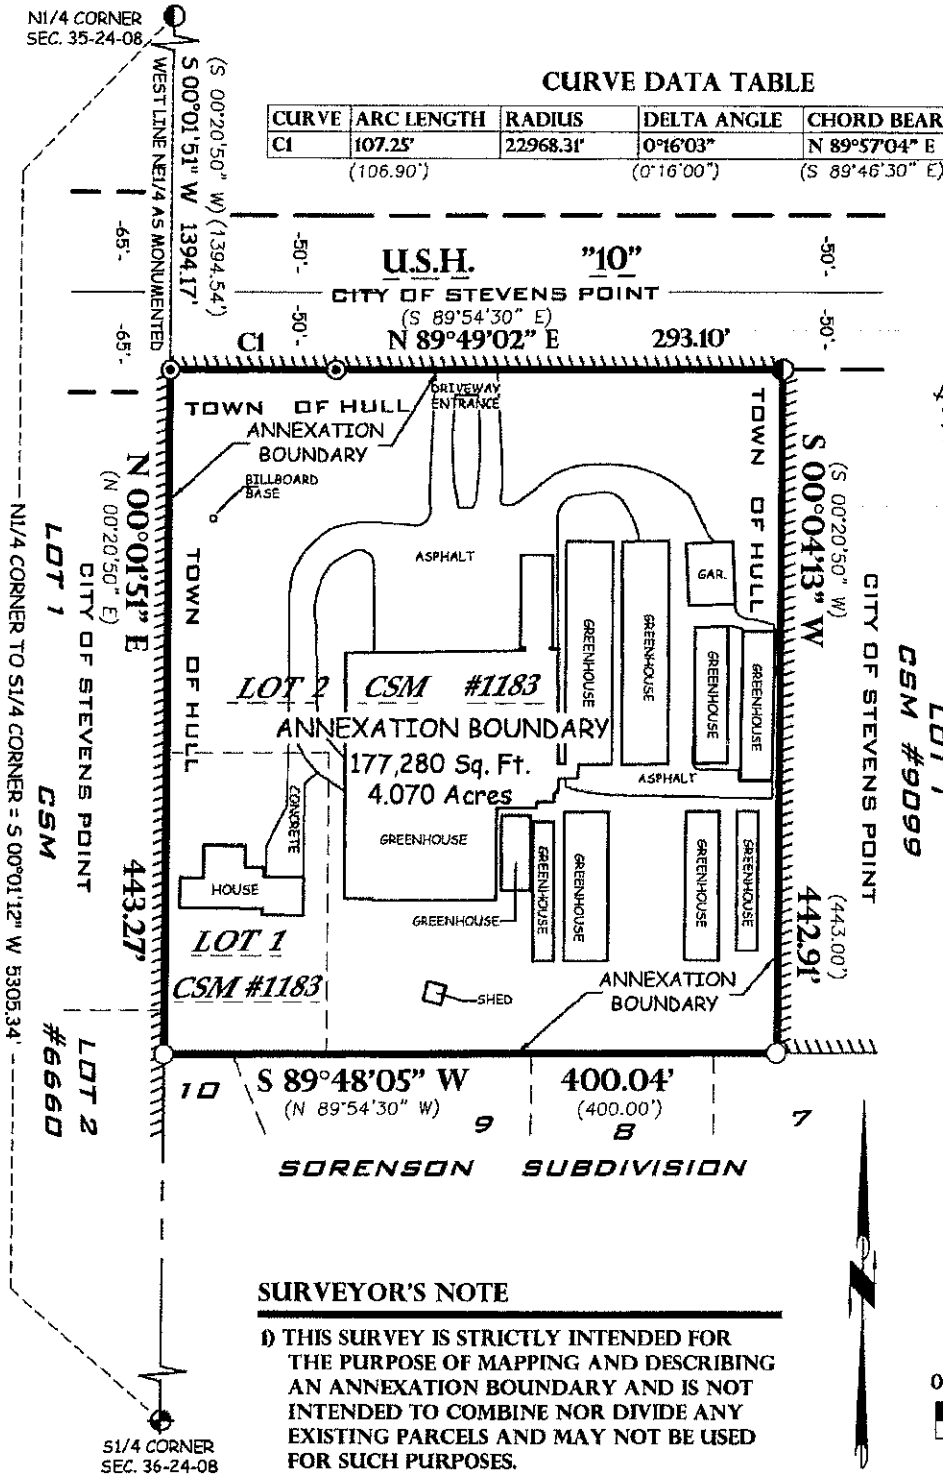 N1/4 CORNER
SEC. 35-24-08
(S 00°20'50" W) (1394.54')
S 00°01'51" W 1394.17'
WEST LINE NE1/4 AS MONUMENTED
CURVE DATA TABLE
CURVE ARC LENGTH RADIUS DELTA ANGLE CHORD BEAR
C1 107.25' 22968.31' 0°16'03" N 89°57'04" E
(106.90') (0°16'00") (S 89°46'30" E)
-65'-
-50'-
-50'-
U.S.H. "10"
CITY OF STEVENS POINT
(S 89°54'30" E)
-65'-
-50'-
-50'-
C1 N 89°49'02" E 293.10'
DRIVEWAY
ENTRANCE
TOWN OF HULL
ANNEXATION
BOUNDARY
BILLBOARD
BASE
TOWN OF HULL
N 00°01'51" E
(N 00°20'50" E)
443.27'
TOWN OF HULL
S 00°04'13" W
(S 00°20'50" W)
442.91'
(443.00')
CITY OF STEVENS POINT
LOT 1
CSM #9099
LOT 1
CSM
CITY OF STEVENS POINT
LOT 2
#6660
N1/4 CORNER TO S1/4 CORNER = S 00°01'12" W 5305.34'
ASPHALT
GAR.
GREENHOUSE
GREENHOUSE
GREENHOUSE
GREENHOUSE
LOT 2 CSM #1183
ANNEXATION BOUNDARY
177,280 Sq. Ft.
4.070 Acres
ASPHALT
CONCRETE
GREENHOUSE
HOUSE
GREENHOUSE
GREENHOUSE
GREENHOUSE
GREENHOUSE
GREENHOUSE
LOT 1
CSM #1183
SHED
ANNEXATION
BOUNDARY
10 S 89°48'05" W 400.04'
(N 89°54'30" W) (400.00')
9 8 7
SORENSON SUBDIVISION
SURVEYOR'S NOTE
1) THIS SURVEY IS STRICTLY INTENDED FOR
THE PURPOSE OF MAPPING AND DESCRIBING
AN ANNEXATION BOUNDARY AND IS NOT
INTENDED TO COMBINE NOR DIVIDE ANY
EXISTING PARCELS AND MAY NOT BE USED
FOR SUCH PURPOSES.
0
S1/4 CORNER
SEC. 36-24-08